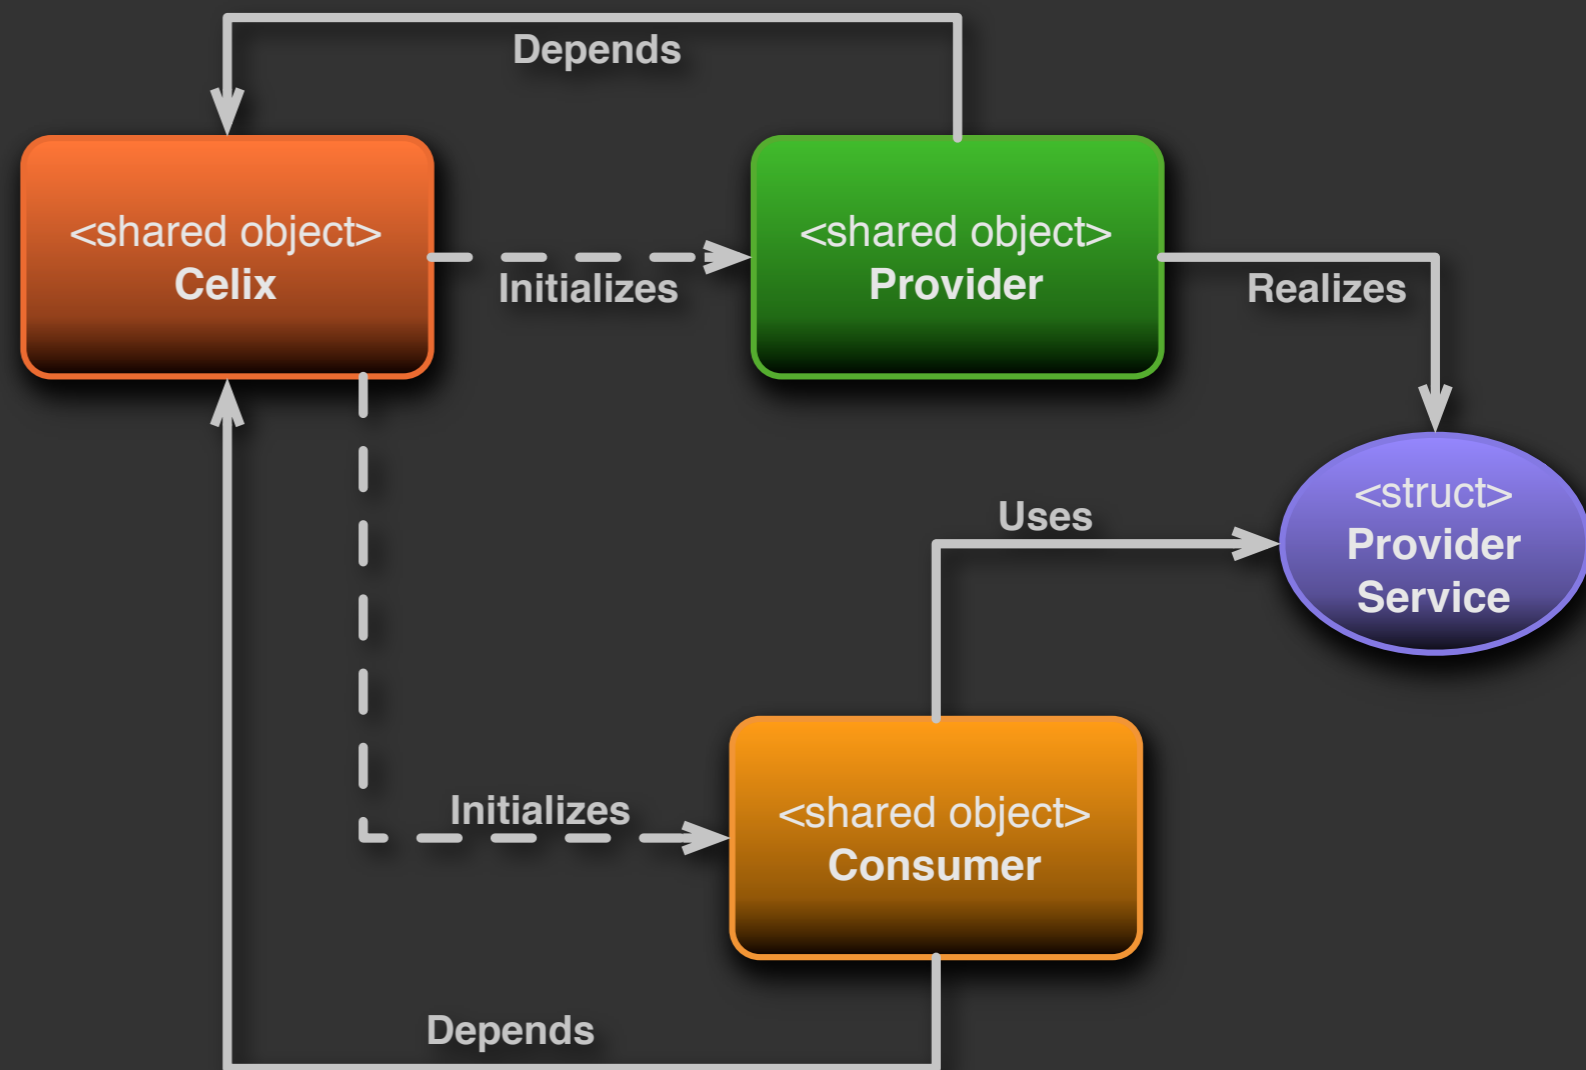 Depends
<shared object>
Celix
Initializes
<shared object>
Provider
Realizes
<struct>
Provider
Service
Uses
Initializes
<shared object>
Consumer
Depends